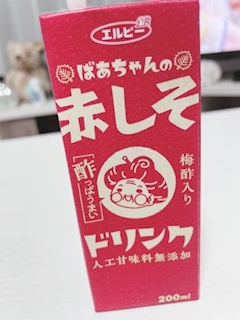 エルビー LB
ばあちゃんの
赤しそ
梅酢入り
酢っぱうまい
ドリンク
人工甘味料無添加
200ml